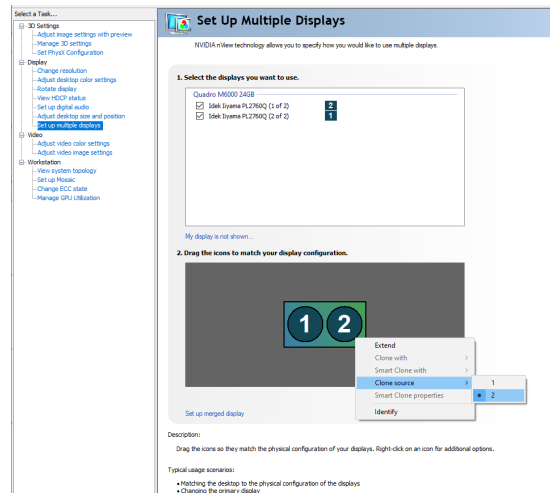 Select a Task...
3D Settings
Adjust image settings with preview
Manage 3D settings
Set PhysX Configuration
Display
Change resolution
Adjust desktop color settings
Rotate display
View HDCP status
Set up digital audio
Adjust desktop size and position
Set up multiple displays
Video
Adjust video color settings
Adjust video image settings
Workstation
View system topology
Set up Mosaic
Change ECC state
Manage GPU Utilization
Set Up Multiple Displays
NVIDIA nView technology allows you to specify how you would like to use multiple displays.
1. Select the displays you want to use.
Quadro M6000 24GB
Idek Iiyama PL2760Q (1 of 2) 2
Idek Iiyama PL2760Q (2 of 2) 1
My display is not shown...
2. Drag the icons to match your display configuration.
1 2
Extend
Clone with
Smart Clone with
Clone source
1
Smart Clone properties
2
Identify
Set up merged display
Description:
Drag the icons so they match the physical configuration of your displays. Right-click on an icon for additional options.
Typical usage scenarios:
• Matching the desktop to the physical configuration of the displays
• Changing the primary display